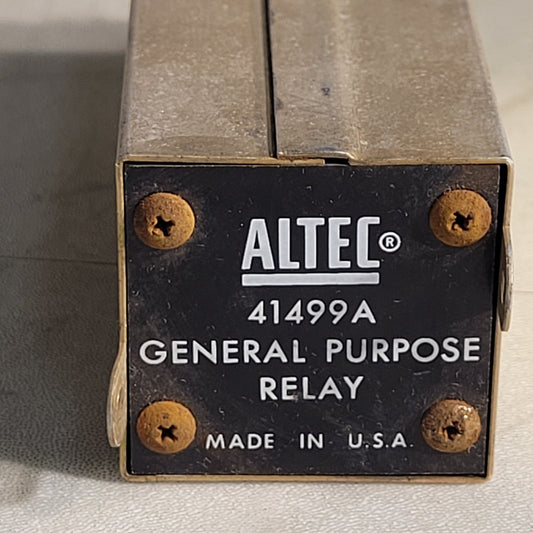 ALTEC®
41499A
GENERAL PURPOSE
RELAY
MADE IN U.S.A.